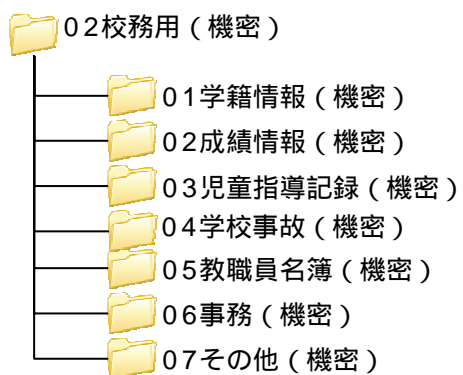 02校務用（機密）
01学籍情報（機密）
02成績情報（機密）
03児童指導記録（機密）
04学校事故（機密）
05教職員名簿（機密）
06事務（機密）
07その他（機密）